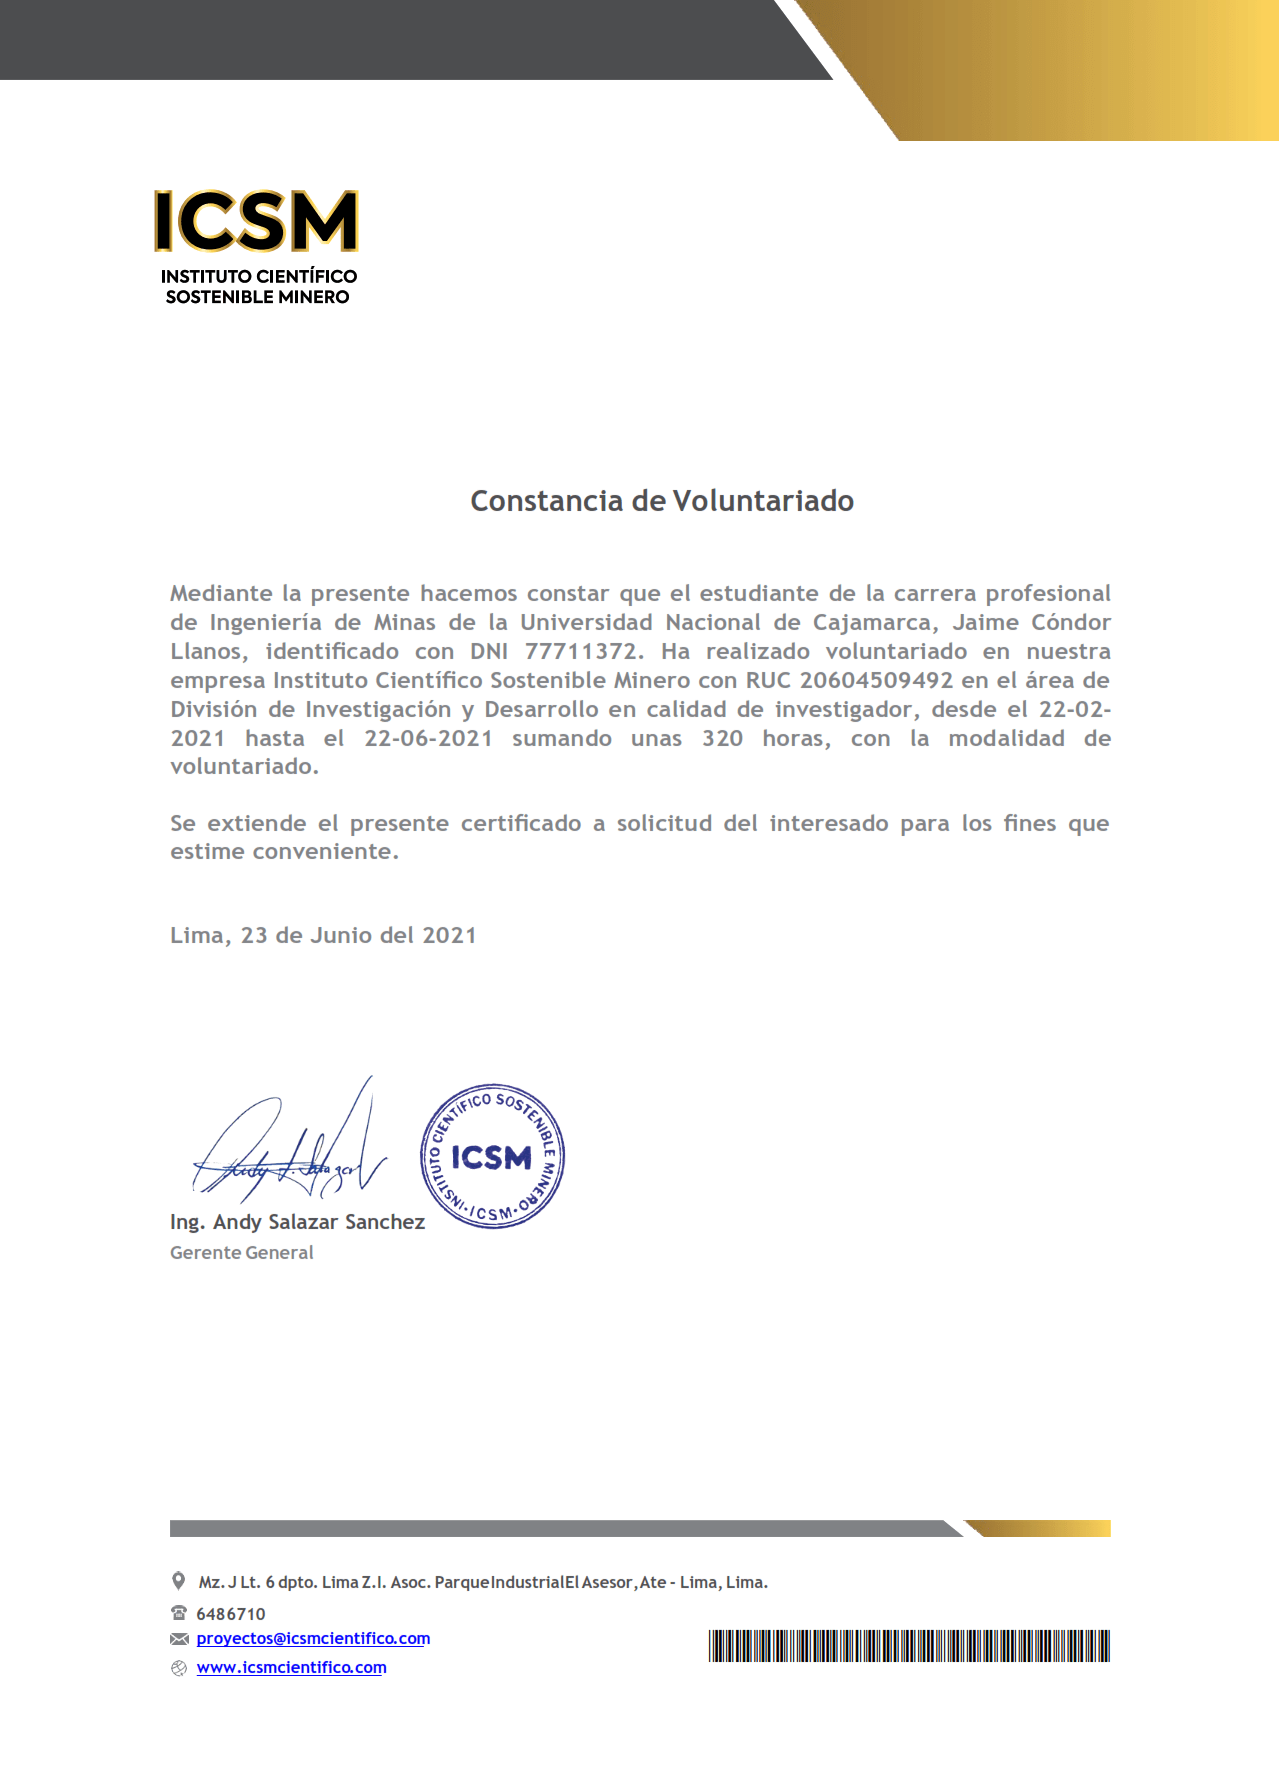 ICSM
INSTITUTO CIENTÍFICO
SOSTENIBLE MINERO
Constancia de Voluntariado
Mediante la presente hacemos constar que el estudiante de la carrera profesional
de Ingeniería de Minas de la Universidad Nacional de Cajamarca, Jaime Cóndor
Llanos, identificado con DNI 77711372. Ha realizado voluntariado en nuestra
empresa Instituto Científico Sostenible Minero con RUC 20604509492 en el área de
División de Investigación y Desarrollo en calidad de investigador, desde el 22-02-
2021 hasta el 22-06-2021 sumando unas 320 horas, con la modalidad de
voluntariado.
Se extiende el presente certificado a solicitud del interesado para los fines que
estime conveniente.
Lima, 23 de Junio del 2021
INSTITUTO CIENTÍFICO SOSTENIBLE MINERO
ICSM
·ICSM·
Ing. Andy Salazar Sanchez
Gerente General
Mz. J Lt. 6 dpto. Lima Z.I. Asoc. Parque Industrial El Asesor, Ate - Lima, Lima.
6486710
proyectos@icsmcientifico.com
www.icsmcientifico.com